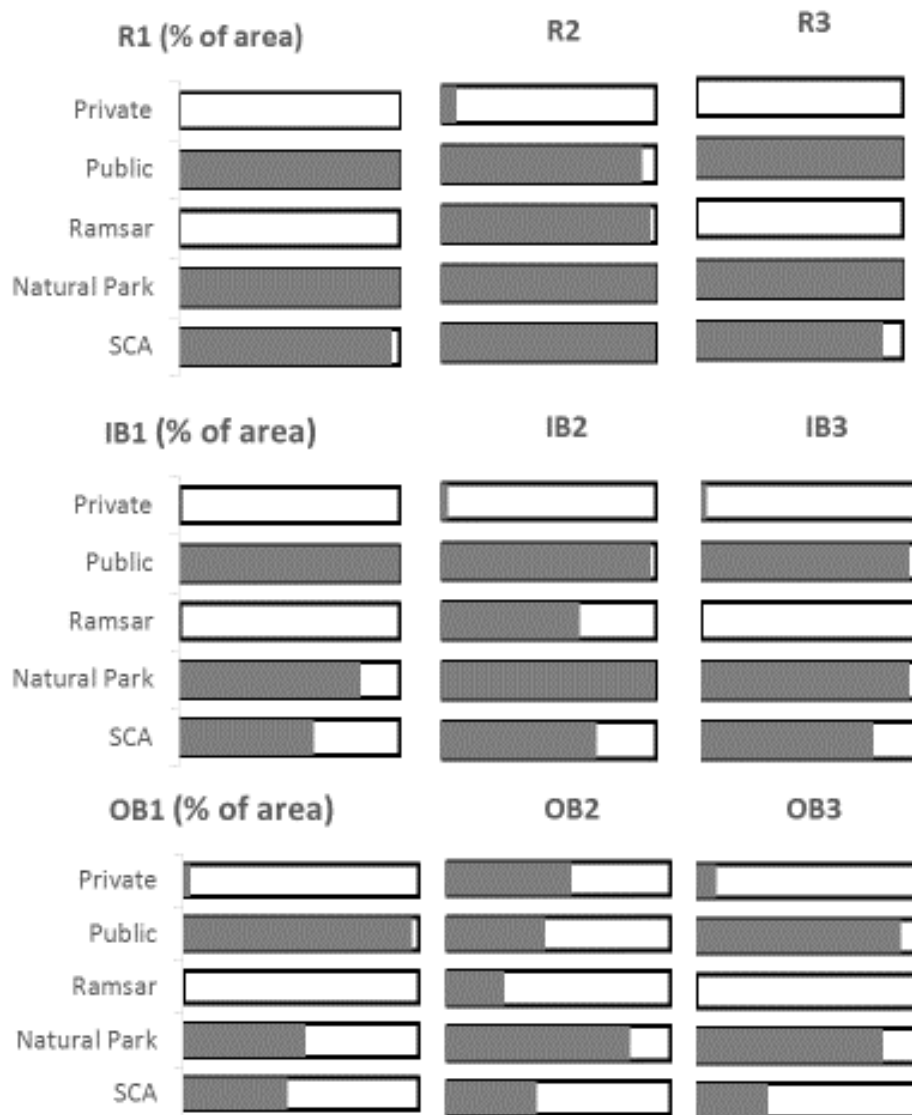 R1 (% of area) R2 R3
Private
Public
Ramsar
Natural Park
SCA
IB1 (% of area) IB2 IB3
Private
Public
Ramsar
Natural Park
SCA
OB1 (% of area) OB2 OB3
Private
Public
Ramsar
Natural Park
SCA